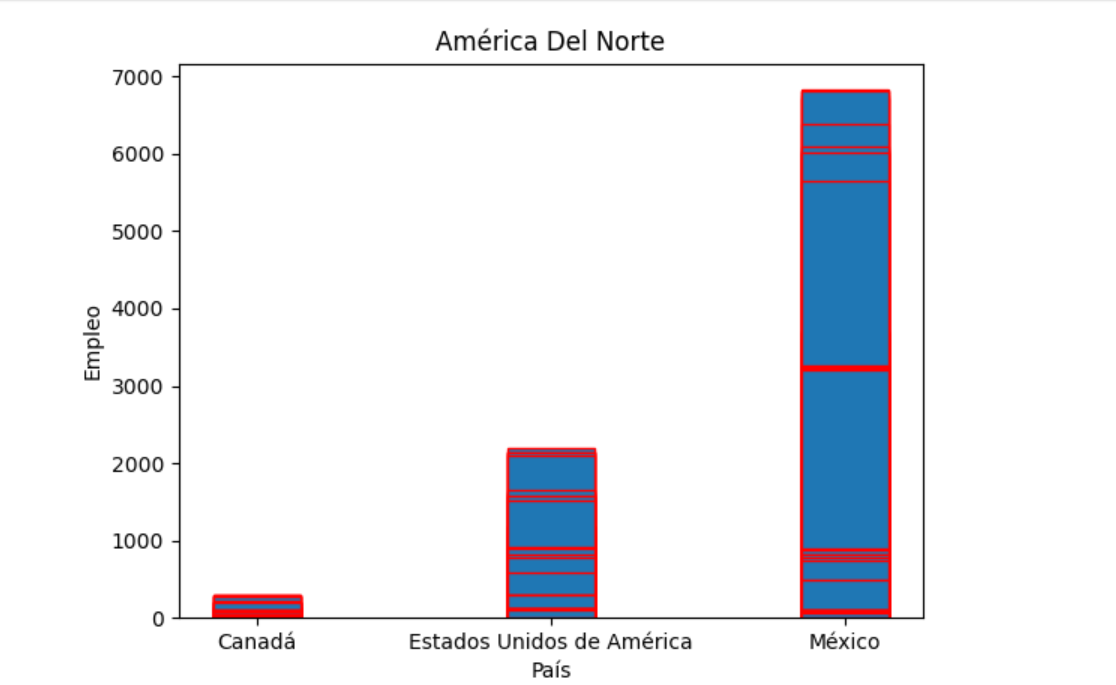 América Del Norte
7000
6000
5000
4000
3000
2000
1000
0
Empleo
Canadá
Estados Unidos de América
México
País